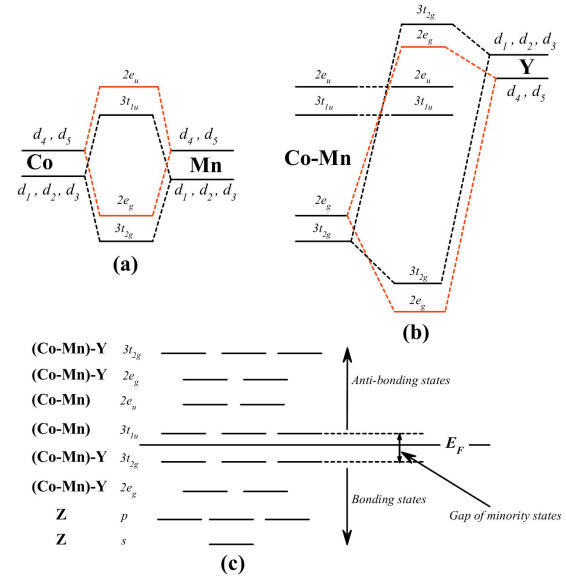 3t2g
2eg
d1 , d2 , d3
Y
d4 , d5
2eu
3t1u
d4 , d5
Co
d1 , d2 , d3
d4 , d5
Mn
d1 , d2 , d3
2eg
3t2g
(a)
2eu
2eu
3t1u
3t1u
Co-Mn
2eg
3t2g
3t2g
2eg
(b)
(Co-Mn)-Y 3t2g
(Co-Mn)-Y 2eg
Anti-bonding states
(Co-Mn) 2eu
(Co-Mn) 3t1u
EF
(Co-Mn)-Y 3t2g
(Co-Mn)-Y 2eg
Bonding states
Gap of minority states
Z p
Z s
(c)